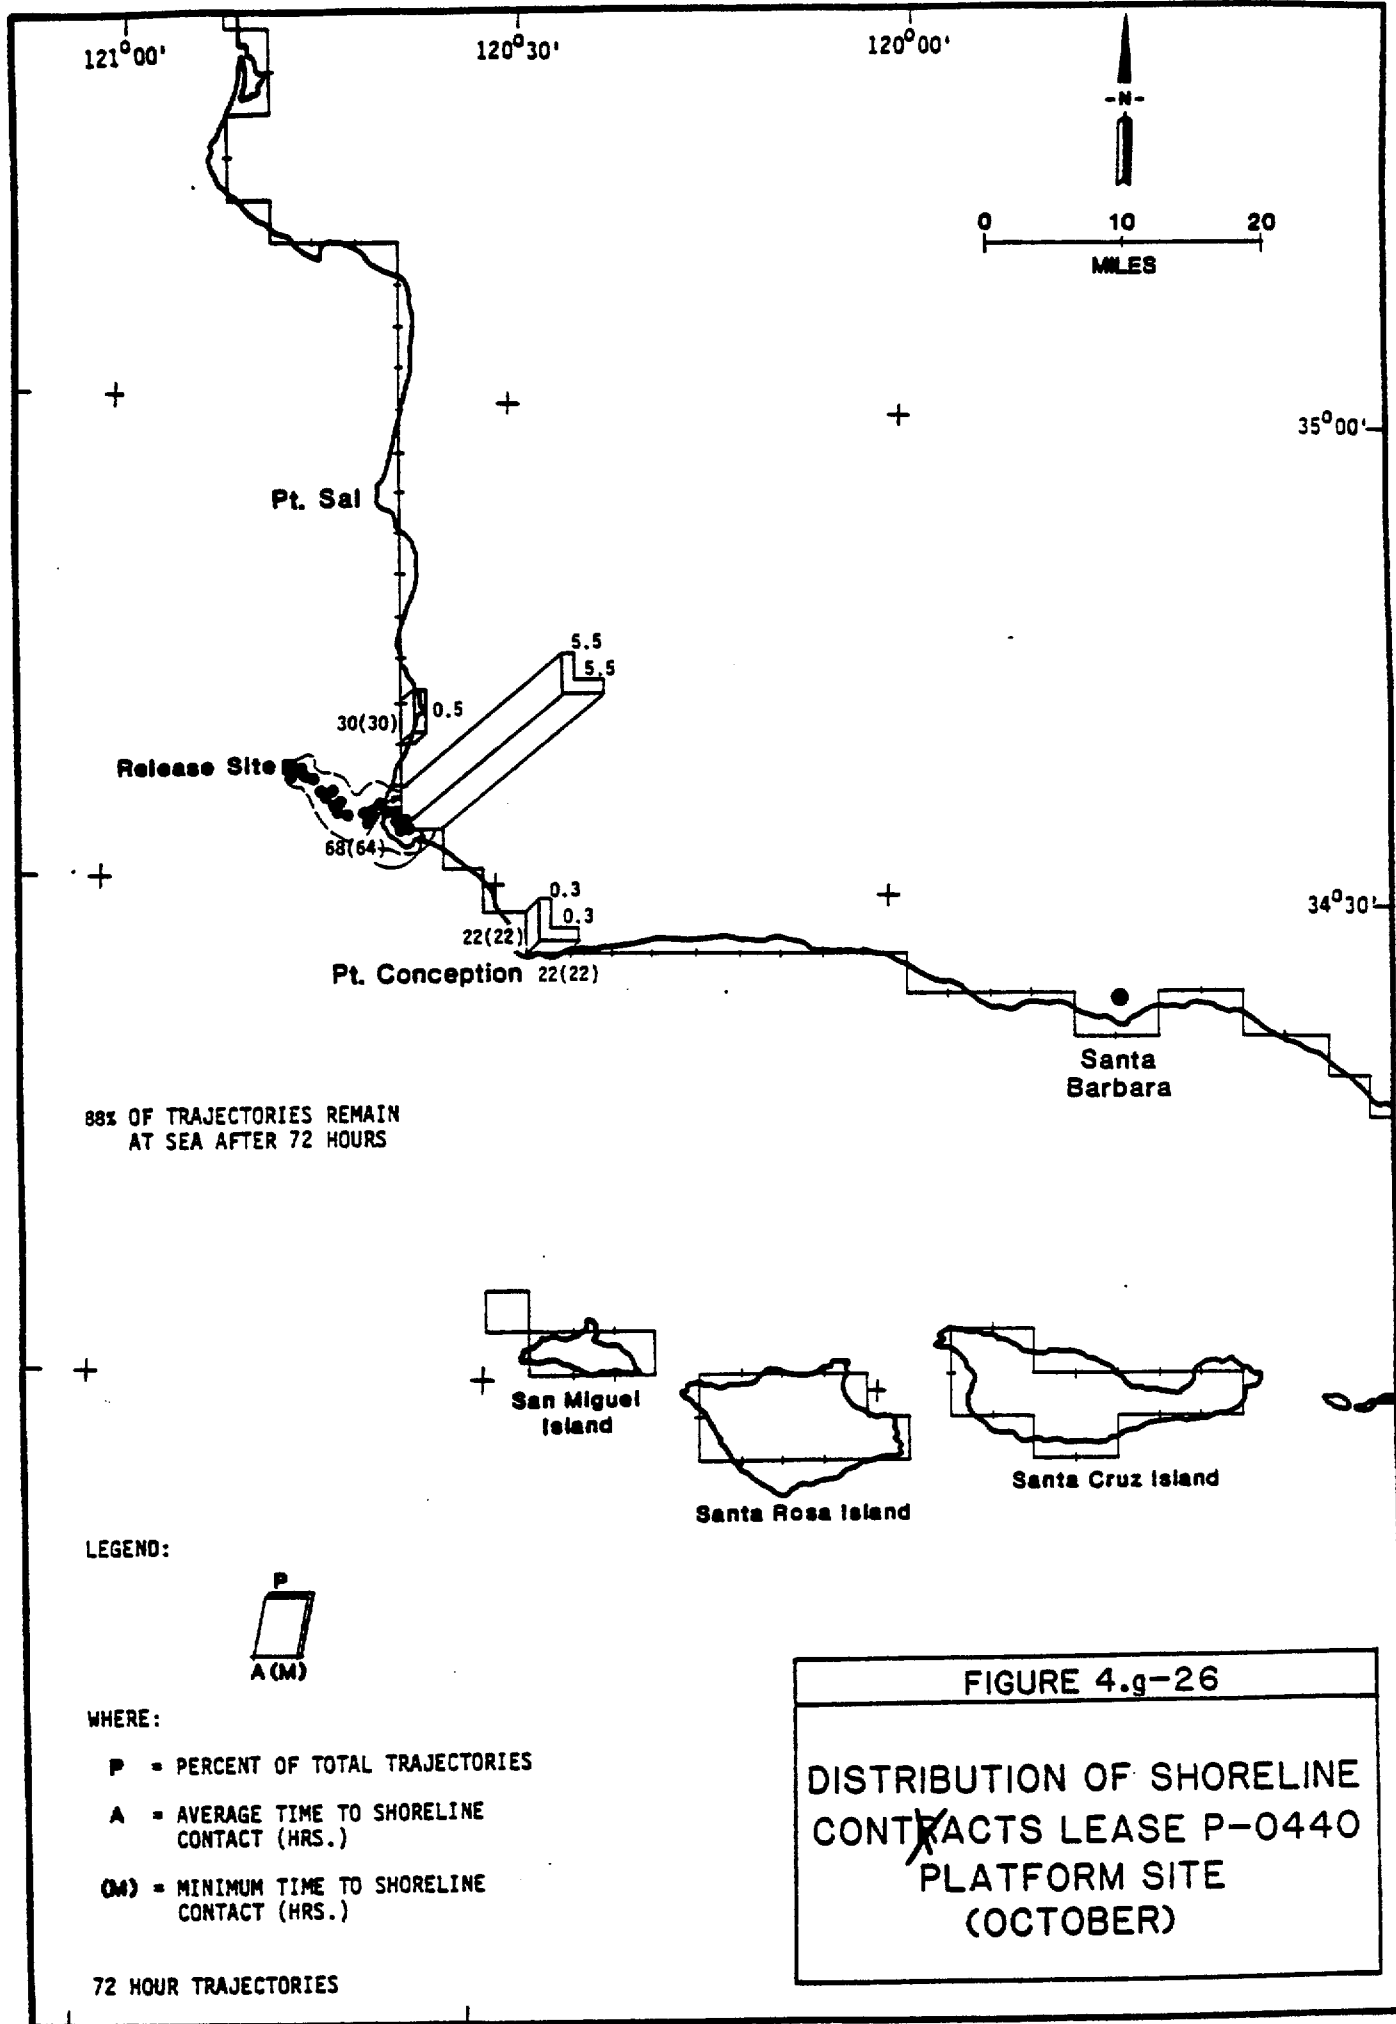 121°00'
120°30'
120°00'
-N-
0 10 20
MILES
35°00'
Pt. Sal
5.5
5.5
30(30)
0.5
Release Site
68(64)
0.3
0.3
34°30'
22(22)
Pt. Conception 22(22)
Santa
Barbara
88% OF TRAJECTORIES REMAIN
AT SEA AFTER 72 HOURS
San Miguel
Island
Santa Rosa Island
Santa Cruz Island
LEGEND:
P
A(M)
WHERE:
P = PERCENT OF TOTAL TRAJECTORIES
A = AVERAGE TIME TO SHORELINE
CONTACT (HRS.)
(M) = MINIMUM TIME TO SHORELINE
CONTACT (HRS.)
72 HOUR TRAJECTORIES
FIGURE 4.g-26
DISTRIBUTION OF SHORELINE
CONTRACTS LEASE P-0440
PLATFORM SITE
(OCTOBER)